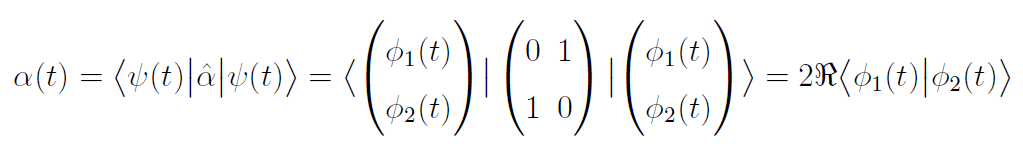 α(t) = ⟨ψ(t)|α̂|ψ(t)⟩ = ⟨(ϕ₁(t) ϕ₂(t))|(0 1 1 0)|(ϕ₁(t) ϕ₂(t))⟩ = 2ℜ⟨ϕ₁(t)|ϕ₂(t)⟩